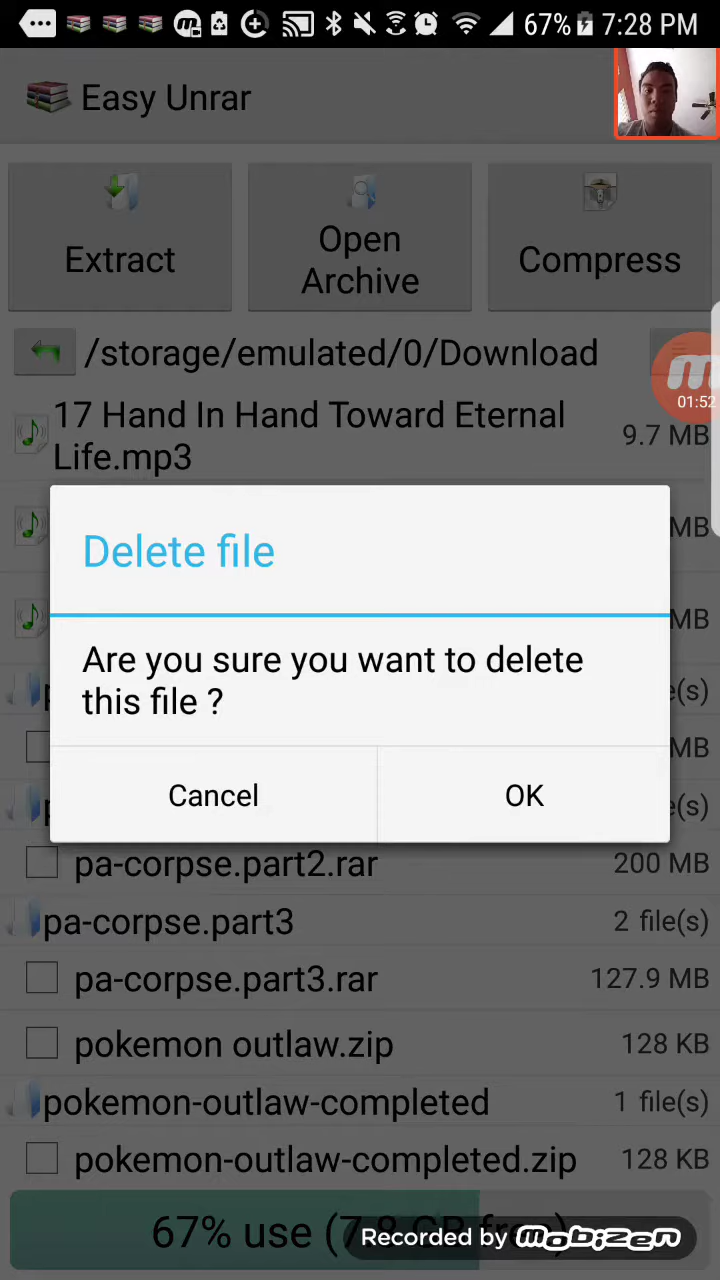 67% 7:28 PM
Easy Unrar
Extract
Open
Archive
Compress
/storage/emulated/0/Download
01:52
17 Hand In Hand Toward Eternal
Life.mp3
9.7 MB
MB
MB
Delete file
Are you sure you want to delete
this file ?
Cancel
OK
MB
pa-corpse.part2.rar 200 MB
pa-corpse.part3 2 file(s)
pa-corpse.part3.rar 127.9 MB
pokemon outlaw.zip 128 KB
pokemon-outlaw-completed 1 file(s)
pokemon-outlaw-completed.zip 128 KB
67% use (7.8 GB free)
Recorded by mobizen